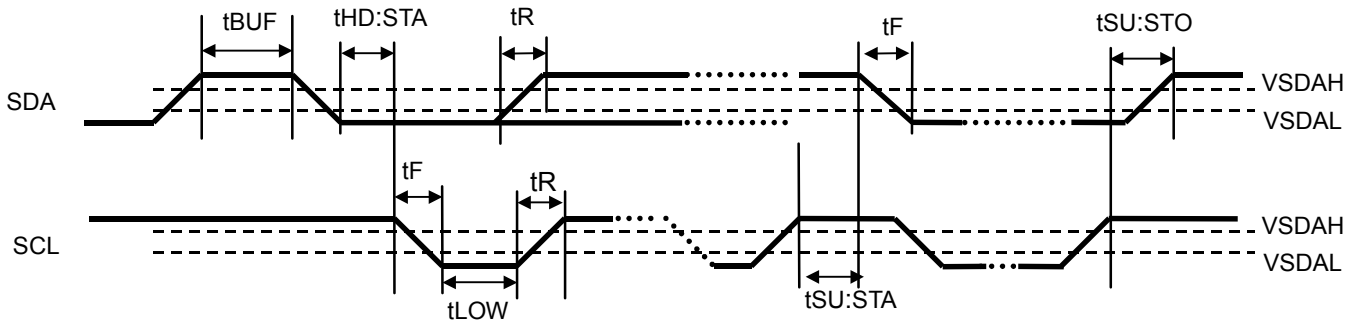 tBUF
tHD:STA
tR
tF
tSU:STO
SDA
VSDAH
VSDAL
tF
tR
SCL
VSDAH
VSDAL
tLOW
tSU:STA